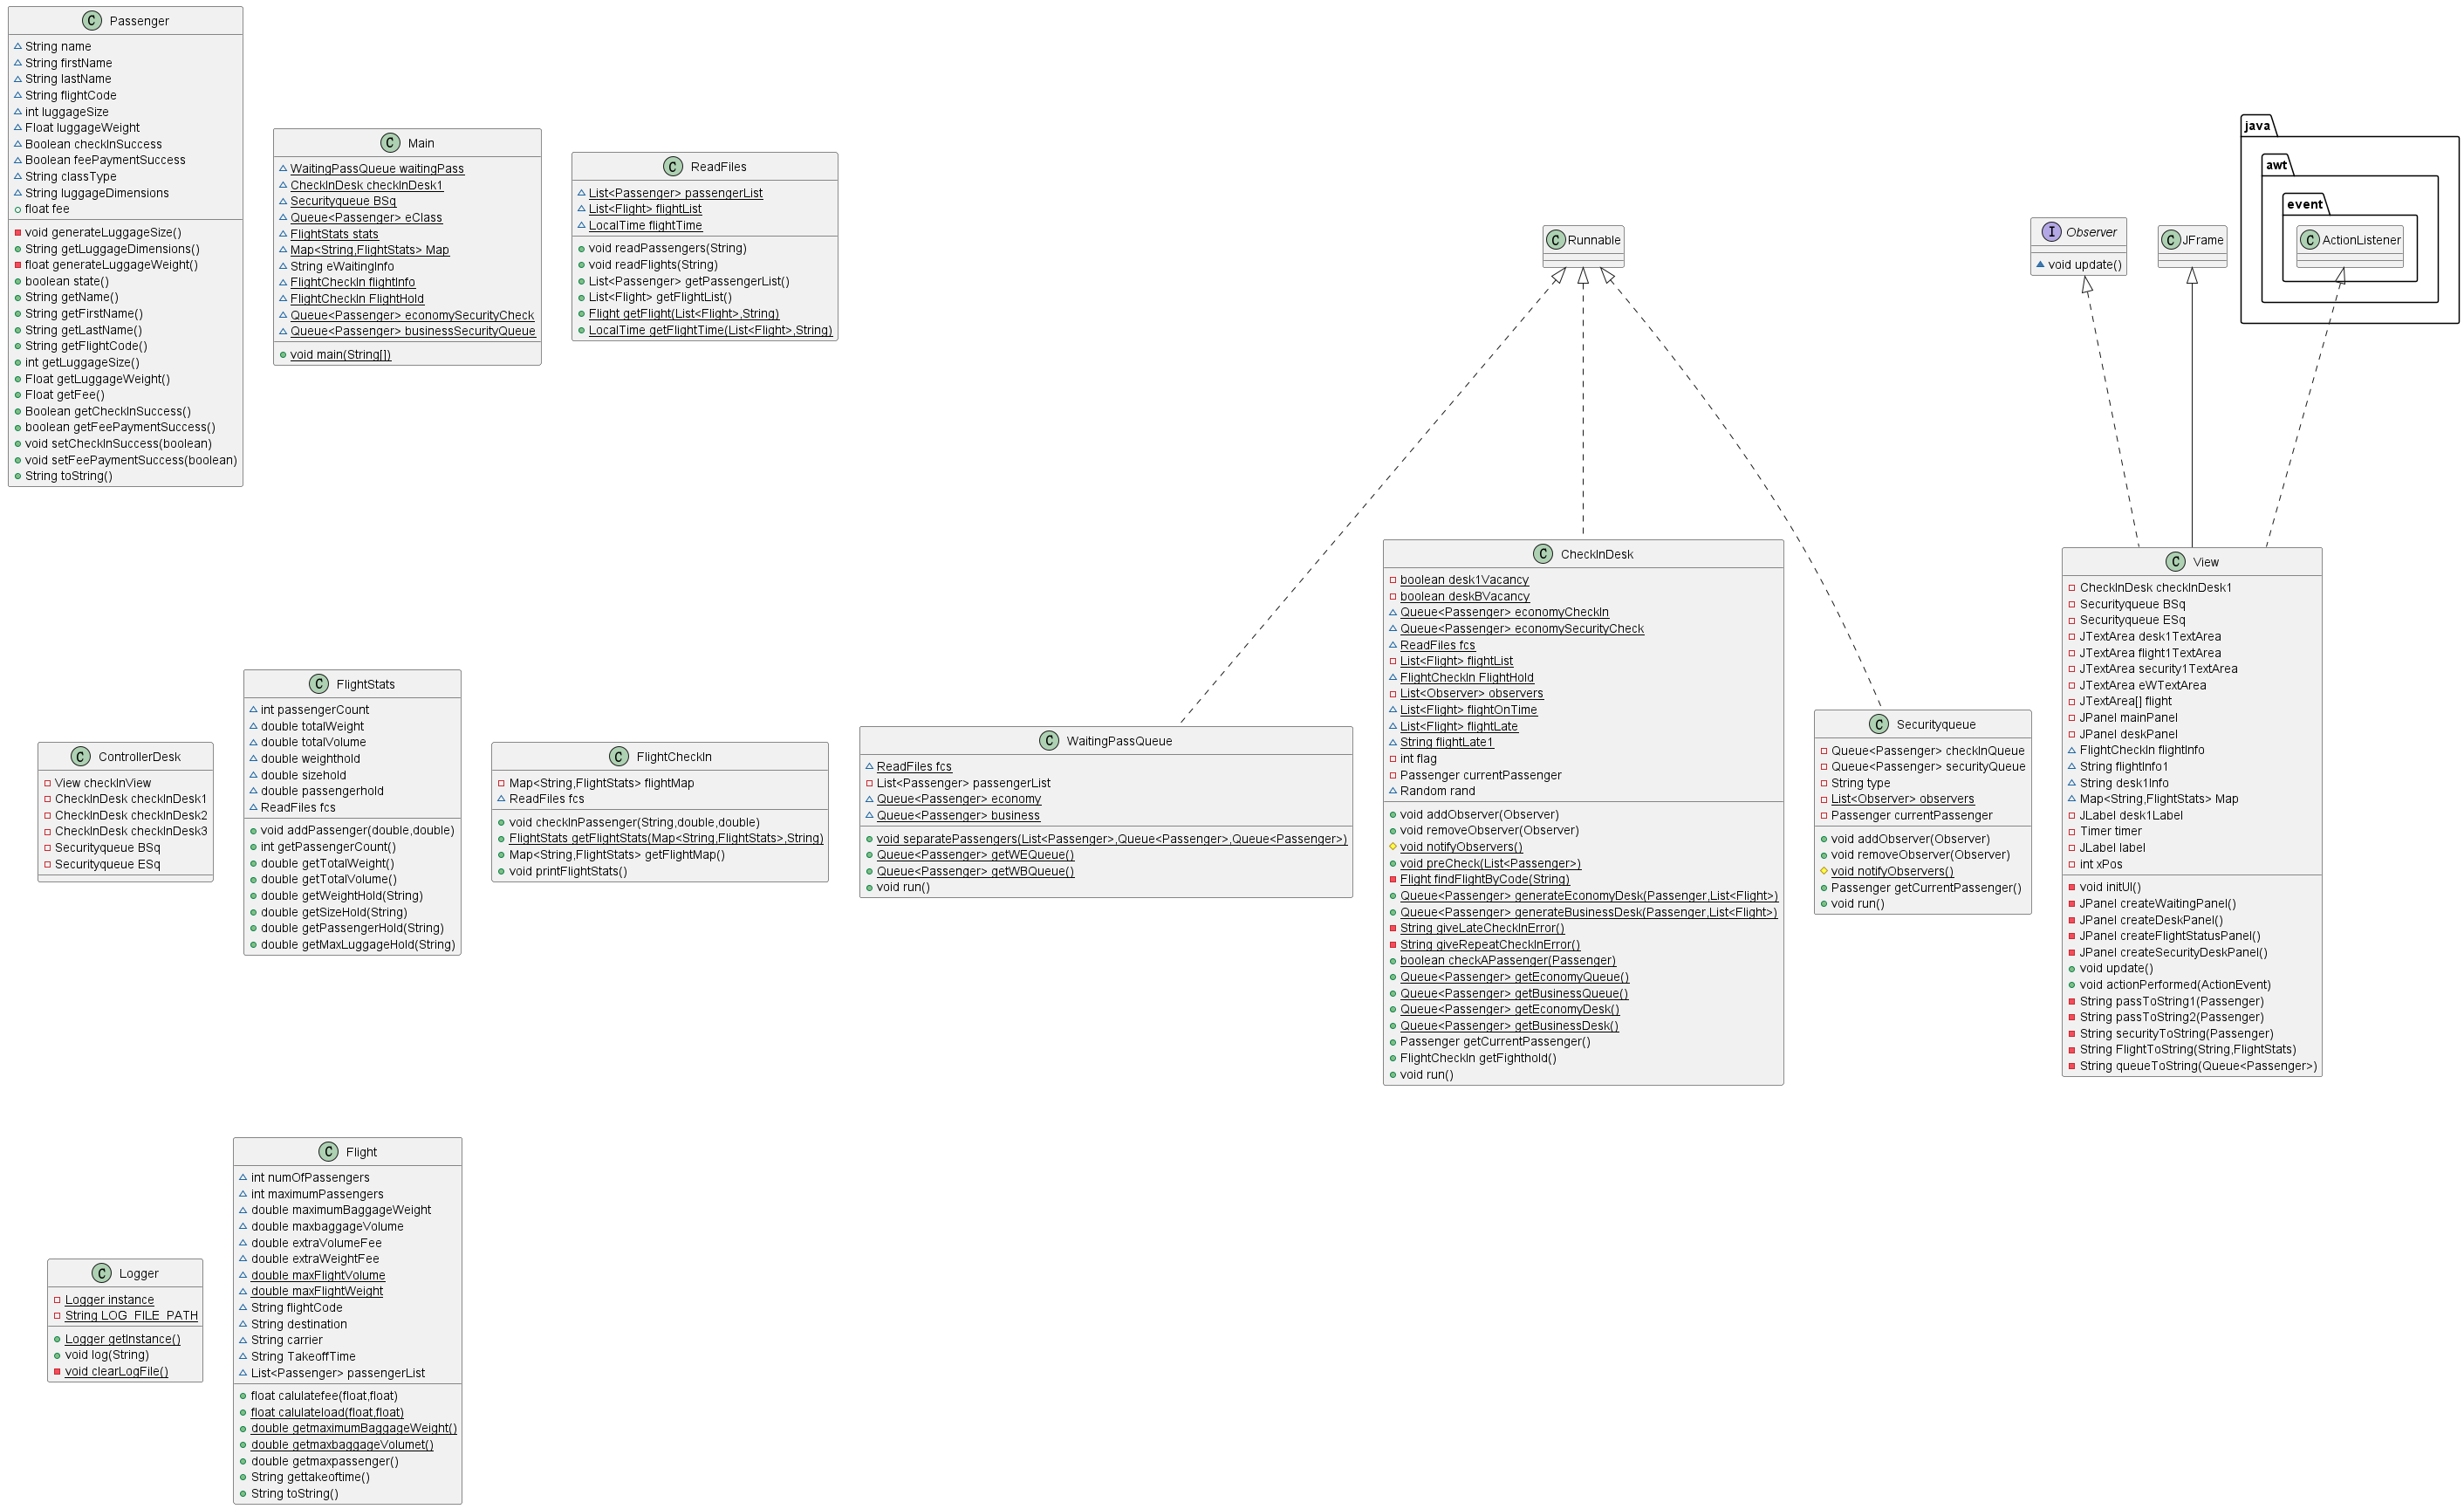 Passenger
String name
String firstName
String lastName
String flightCode
int luggageSize
Float luggageWeight
Boolean checkInSuccess
Boolean feePaymentSuccess
String classType
String luggageDimensions
float fee
void generateLuggageSize()
String getLuggageDimensions()
float generateLuggageWeight()
boolean state()
String getName()
String getFirstName()
String getLastName()
String getFlightCode()
int getLuggageSize()
Float getLuggageWeight()
Float getFee()
Boolean getCheckInSuccess()
boolean getFeePaymentSuccess()
void setCheckInSuccess(boolean)
void setFeePaymentSuccess(boolean)
String toString()
Main
WaitingPassQueue waitingPass
CheckInDesk checkInDesk1
Securityqueue BSq
Queue<Passenger> eClass
FlightStats stats
Map<String,FlightStats> Map
String eWaitingInfo
FlightCheckIn flightInfo
FlightCheckIn FlightHold
Queue<Passenger> economySecurityCheck
Queue<Passenger> businessSecurityQueue
void main(String[])
ReadFiles
List<Passenger> passengerList
List<Flight> flightList
LocalTime flightTime
void readPassengers(String)
void readFlights(String)
List<Passenger> getPassengerList()
List<Flight> getFlightList()
Flight getFlight(List<Flight>,String)
LocalTime getFlightTime(List<Flight>,String)
Runnable
Observer
void update()
JFrame
java
awt
event
ActionListener
ControllerDesk
View checkInView
CheckInDesk checkInDesk1
CheckInDesk checkInDesk2
CheckInDesk checkInDesk3
Securityqueue BSq
Securityqueue ESq
FlightStats
int passengerCount
double totalWeight
double totalVolume
double weighthold
double sizehold
double passengerhold
ReadFiles fcs
void addPassenger(double,double)
int getPassengerCount()
double getTotalWeight()
double getTotalVolume()
double getWeightHold(String)
double getSizeHold(String)
double getPassengerHold(String)
double getMaxLuggageHold(String)
FlightCheckIn
Map<String,FlightStats> flightMap
ReadFiles fcs
void checkInPassenger(String,double,double)
FlightStats getFlightStats(Map<String,FlightStats>,String)
Map<String,FlightStats> getFlightMap()
void printFlightStats()
WaitingPassQueue
ReadFiles fcs
List<Passenger> passengerList
Queue<Passenger> economy
Queue<Passenger> business
void separatePassengers(List<Passenger>,Queue<Passenger>,Queue<Passenger>)
Queue<Passenger> getWEQueue()
Queue<Passenger> getWBQueue()
void run()
CheckInDesk
boolean desk1Vacancy
boolean deskBVacancy
Queue<Passenger> economyCheckIn
Queue<Passenger> economySecurityCheck
ReadFiles fcs
List<Flight> flightList
FlightCheckIn FlightHold
List<Observer> observers
List<Flight> flightOnTime
List<Flight> flightLate
String flightLate1
int flag
Passenger currentPassenger
Random rand
void addObserver(Observer)
void removeObserver(Observer)
void notifyObservers()
void preCheck(List<Passenger>)
Flight findFlightByCode(String)
Queue<Passenger> generateEconomyDesk(Passenger,List<Flight>)
Queue<Passenger> generateBusinessDesk(Passenger,List<Flight>)
String giveLateCheckInError()
String giveRepeatCheckInError()
boolean checkAPassenger(Passenger)
Queue<Passenger> getEconomyQueue()
Queue<Passenger> getBusinessQueue()
Queue<Passenger> getEconomyDesk()
Queue<Passenger> getBusinessDesk()
Passenger getCurrentPassenger()
FlightCheckIn getFighthold()
void run()
Securityqueue
Queue<Passenger> checkInQueue
Queue<Passenger> securityQueue
String type
List<Observer> observers
Passenger currentPassenger
void addObserver(Observer)
void removeObserver(Observer)
void notifyObservers()
Passenger getCurrentPassenger()
void run()
View
CheckInDesk checkInDesk1
Securityqueue BSq
Securityqueue ESq
JTextArea desk1TextArea
JTextArea flight1TextArea
JTextArea security1TextArea
JTextArea eWTextArea
JTextArea[] flight
JPanel mainPanel
JPanel deskPanel
FlightCheckIn flightInfo
String flightInfo1
String desk1Info
Map<String,FlightStats> Map
JLabel desk1Label
Timer timer
JLabel label
int xPos
void initUI()
JPanel createWaitingPanel()
JPanel createDeskPanel()
JPanel createFlightStatusPanel()
JPanel createSecurityDeskPanel()
void update()
void actionPerformed(ActionEvent)
String passToString1(Passenger)
String passToString2(Passenger)
String securityToString(Passenger)
String FlightToString(String,FlightStats)
String queueToString(Queue<Passenger>)
Logger
Logger instance
String LOG_FILE_PATH
Logger getInstance()
void log(String)
void clearLogFile()
Flight
int numOfPassengers
int maximumPassengers
double maximumBaggageWeight
double maxbaggageVolume
double extraVolumeFee
double extraWeightFee
double maxFlightVolume
double maxFlightWeight
String flightCode
String destination
String carrier
String TakeoffTime
List<Passenger> passengerList
float calulatefee(float,float)
float calulateload(float,float)
double getmaximumBaggageWeight()
double getmaxbaggageVolumet()
double getmaxpassenger()
String gettakeoftime()
String toString()